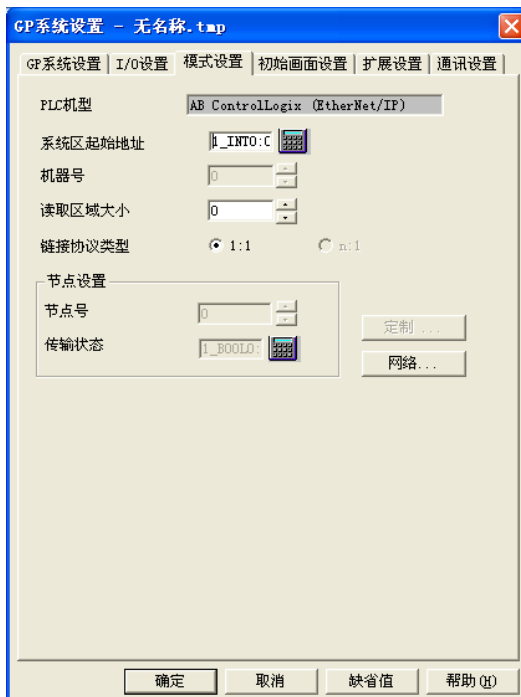 GP系统设置 - 无名称.tmp
GP系统设置 I/O设置 模式设置 初始画面设置 扩展设置 通讯设置
PLC机型 AB ControlLogix (EtherNet/IP)
系统区起始地址 1_INT0:0
机器号 0
读取区域大小 0
链接协议类型 1:1 n:1
节点设置
节点号 0
传输状态 1_BOOL0:
定制 ...
网络...
确定 取消 缺省值 帮助(H)